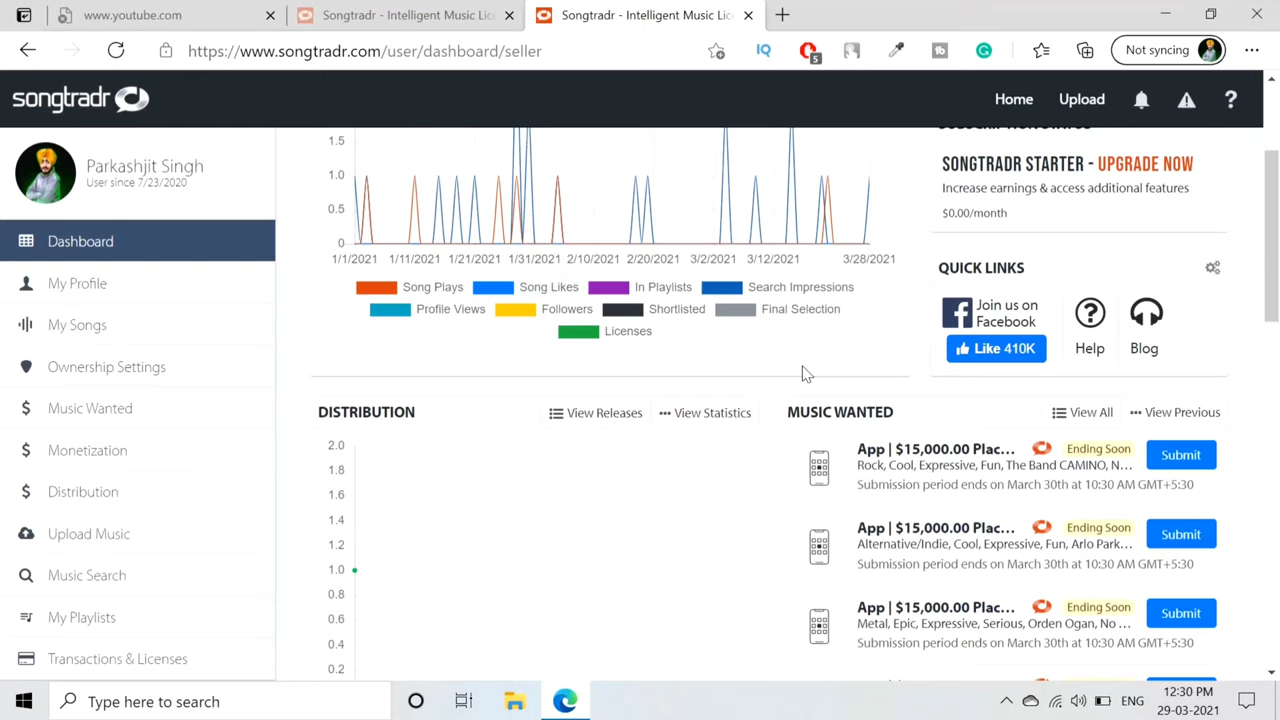 www.youtube.com
Songtradr - Intelligent Music Lic
Songtradr - Intelligent Music Lic
https://www.songtradr.com/user/dashboard/seller
IQ
5
tb
Not syncing
songtradr
Home
Upload
?
Parkashjit Singh
User since 7/23/2020
Dashboard
My Profile
My Songs
Ownership Settings
$ Music Wanted
$ Monetization
$ Distribution
Upload Music
Music Search
My Playlists
Transactions & Licenses
1.5
1.0
0.5
0
1/1/2021 1/11/2021 1/21/2021 1/31/2021 2/10/2021 2/20/2021 3/2/2021 3/12/2021 3/28/2021
Song Plays Song Likes In Playlists Search Impressions
Profile Views Followers Shortlisted Final Selection
Licenses
SUBSCRIPTION STATUS
SONGTRADR STARTER - UPGRADE NOW
Increase earnings & access additional features
$0.00/month
QUICK LINKS
Join us on
Facebook
Like 410K
?
Help
Blog
DISTRIBUTION
View Releases
View Statistics
2.0
1.8
1.6
1.4
1.2
1.0
0.8
0.6
0.4
0.2
MUSIC WANTED
View All
View Previous
App | $15,000.00 Plac... Ending Soon
Rock, Cool, Expressive, Fun, The Band CAMINO, N...
Submission period ends on March 30th at 10:30 AM GMT+5:30
Submit
App | $15,000.00 Plac... Ending Soon
Alternative/Indie, Cool, Expressive, Fun, Arlo Park...
Submission period ends on March 30th at 10:30 AM GMT+5:30
Submit
App | $15,000.00 Plac... Ending Soon
Metal, Epic, Expressive, Serious, Orden Ogan, No ...
Submission period ends on March 30th at 10:30 AM GMT+5:30
Submit
Type here to search
ENG
12:30 PM
29-03-2021